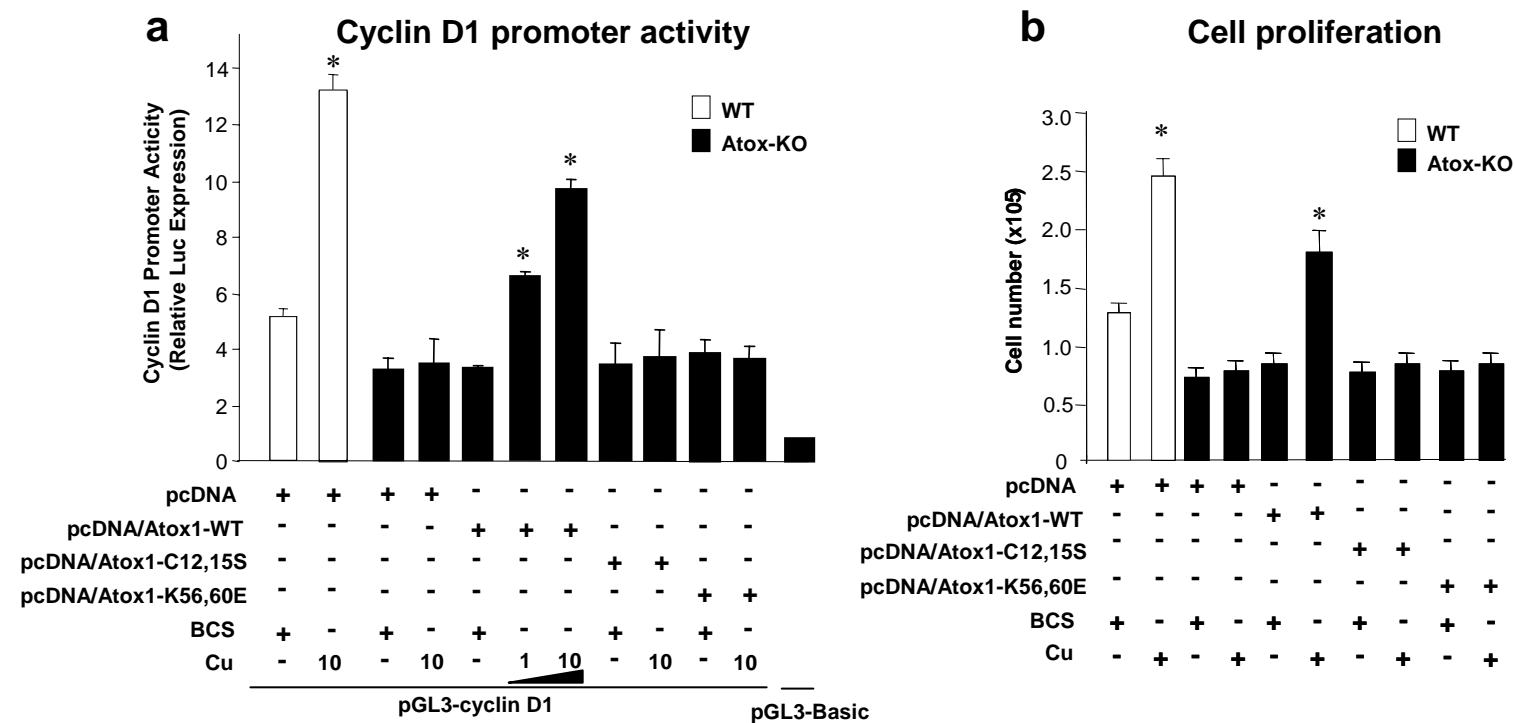 a
Cyclin D1 promoter activity
Cyclin D1 Promoter Acticity
(Relative Luc Expression)
14
12
10
8
6
4
2
0
* * *
WT
Atox-KO
pcDNA + + + + - - - - - - -
pcDNA/Atox1-WT - - - - + + + - - - -
pcDNA/Atox1-C12,15S - - - - - - - + + - -
pcDNA/Atox1-K56,60E - - - - - - - - - + +
BCS + - + - + - - + - + -
Cu - 10 - 10 - 1 10 - 10 - 10
pGL3-cyclin D1
pGL3-Basic
b
Cell proliferation
Cell number (x105)
3.0
2.5
2.0
1.5
1.0
0.5
0
* *
WT
Atox-KO
pcDNA + + + + - - - - - -
pcDNA/Atox1-WT - - - - + + - - - -
pcDNA/Atox1-C12,15S - - - - - - + + - -
pcDNA/Atox1-K56,60E - - - - - - - - + +
BCS + - + - + - + - + -
Cu - + - + - + - + - +